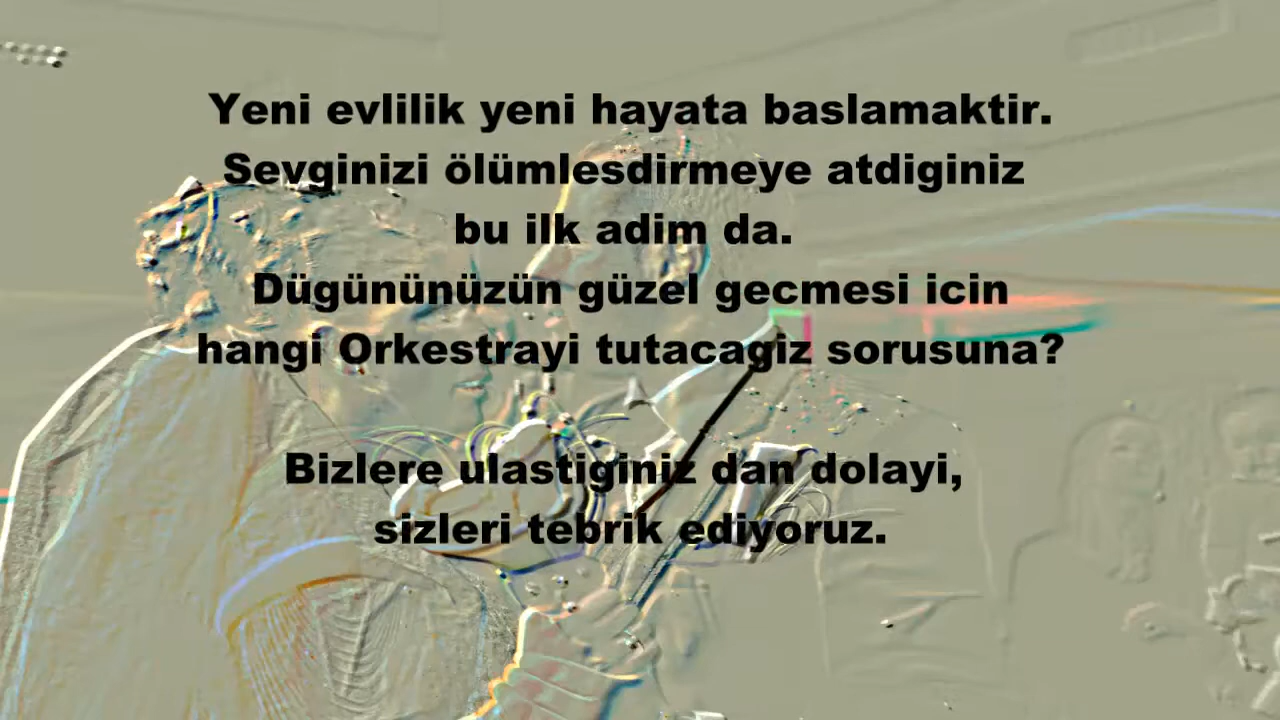 Yeni evlilik yeni hayata baslamaktir.
Sevginizi ölümlesdirmeye atdiginiz
bu ilk adim da.
Dügününüzün güzel gecmesi icin
hangi Orkestrayi tutacagiz sorusuna?
Bizlere ulastiginiz dan dolayi,
sizleri tebrik ediyoruz.